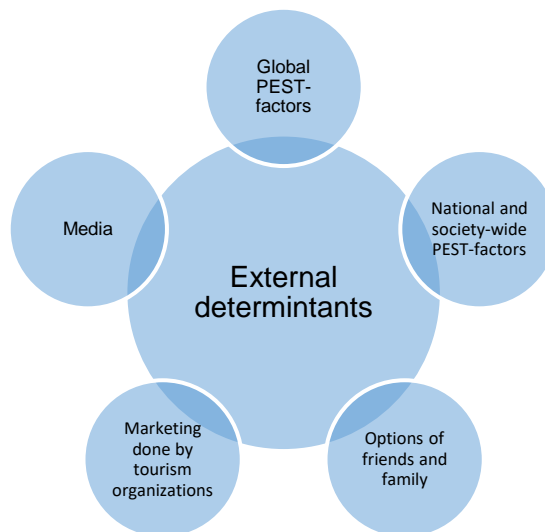 Global
PEST-
factors
Media
National and
society-wide
PEST-factors
External
determintants
Marketing
done by
tourism
organizations
Options of
friends and
family